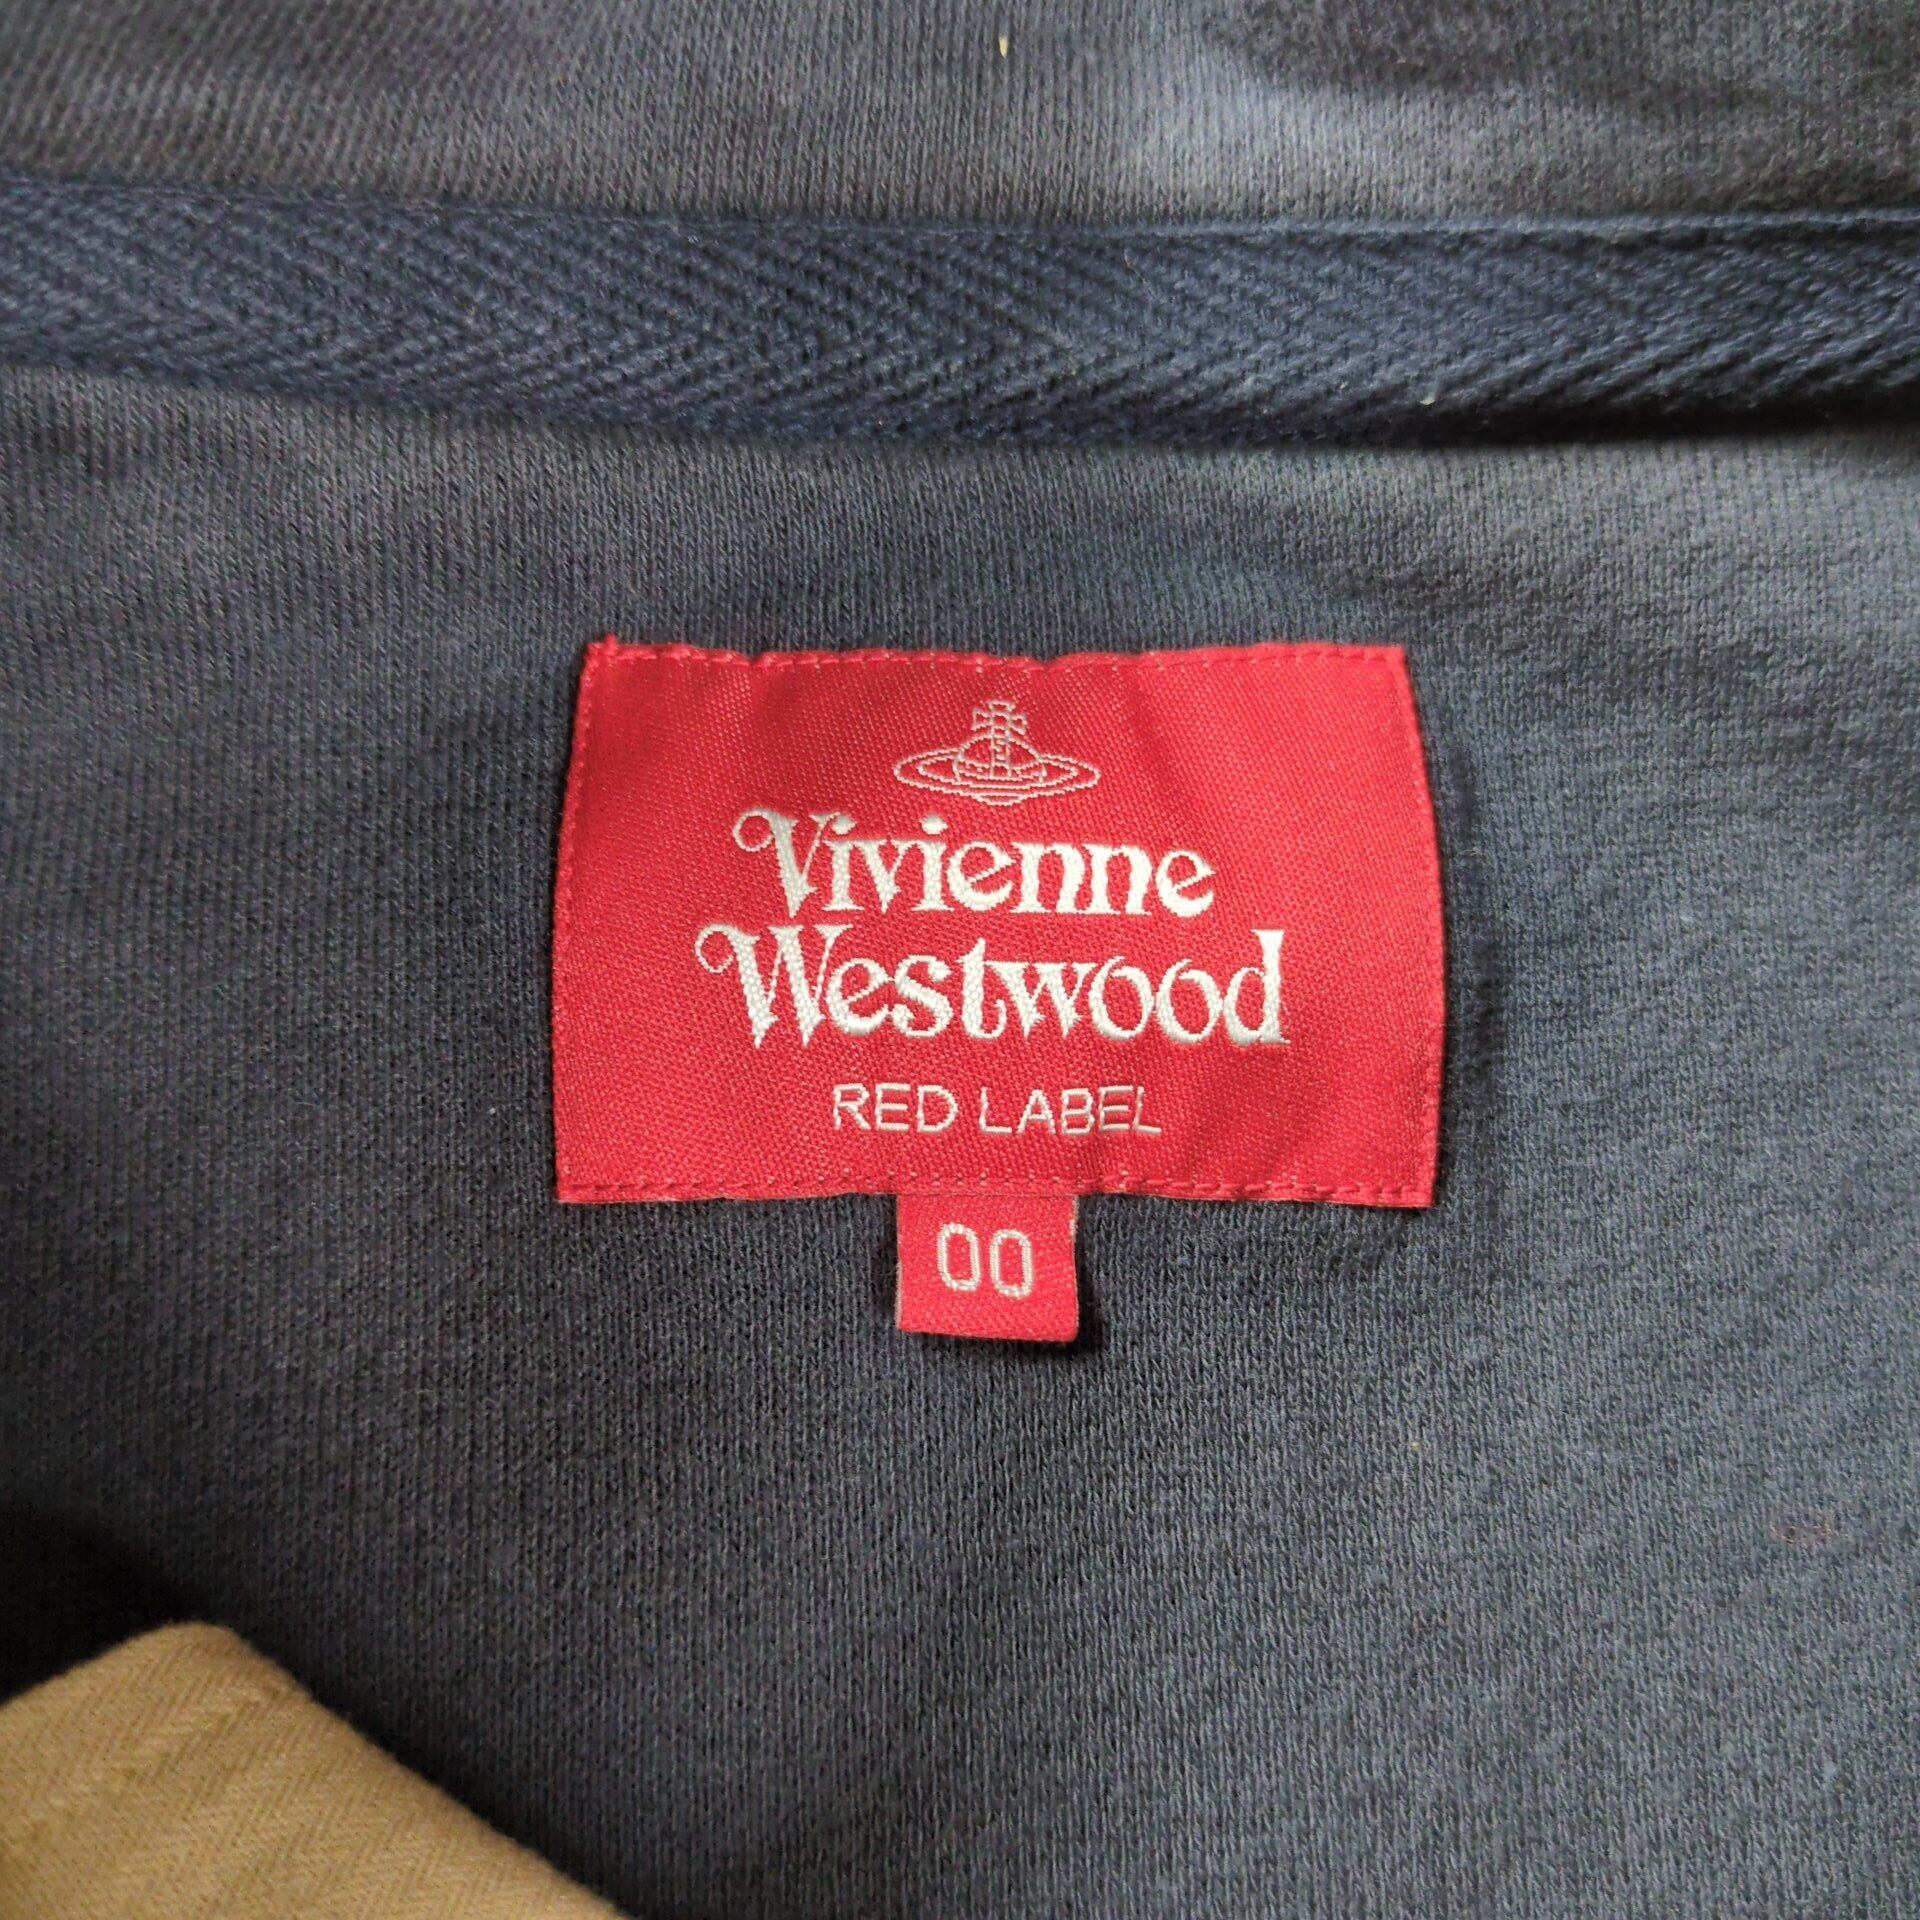 Vivienne
Westwood
RED LABEL
00